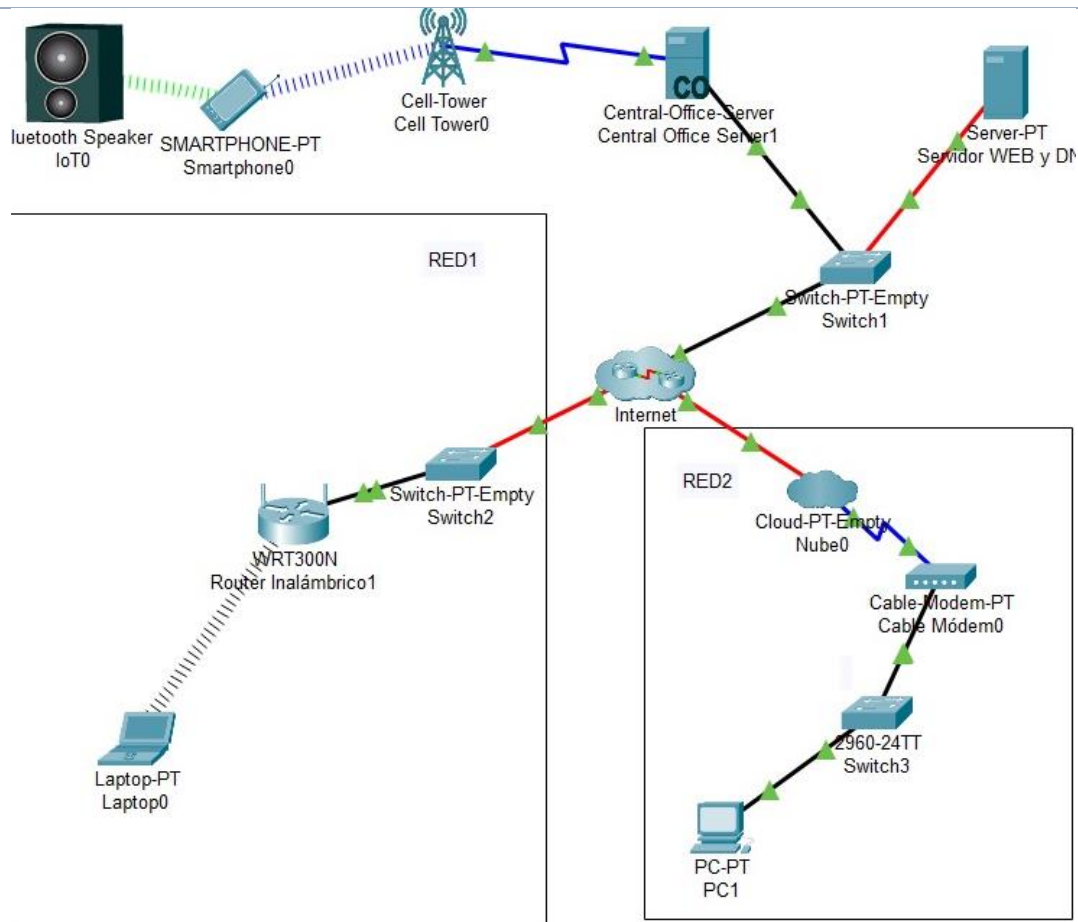 luetooth Speaker
IoT0
SMARTPHONE-PT
Smartphone0
Cell-Tower
Cell Tower0
CO
Central-Office-Server
Central Office Server1
Server-PT
Servidor WEB y DN
RED1
Switch-PT-Empty
Switch1
Internet
Switch-PT-Empty
Switch2
WRT300N
Router Inalámbrico1
Laptop-PT
Laptop0
RED2
Cloud-PT-Empty
Nube0
Cable-Modem-PT
Cable Módem0
2960-24TT
Switch3
PC-PT
PC1